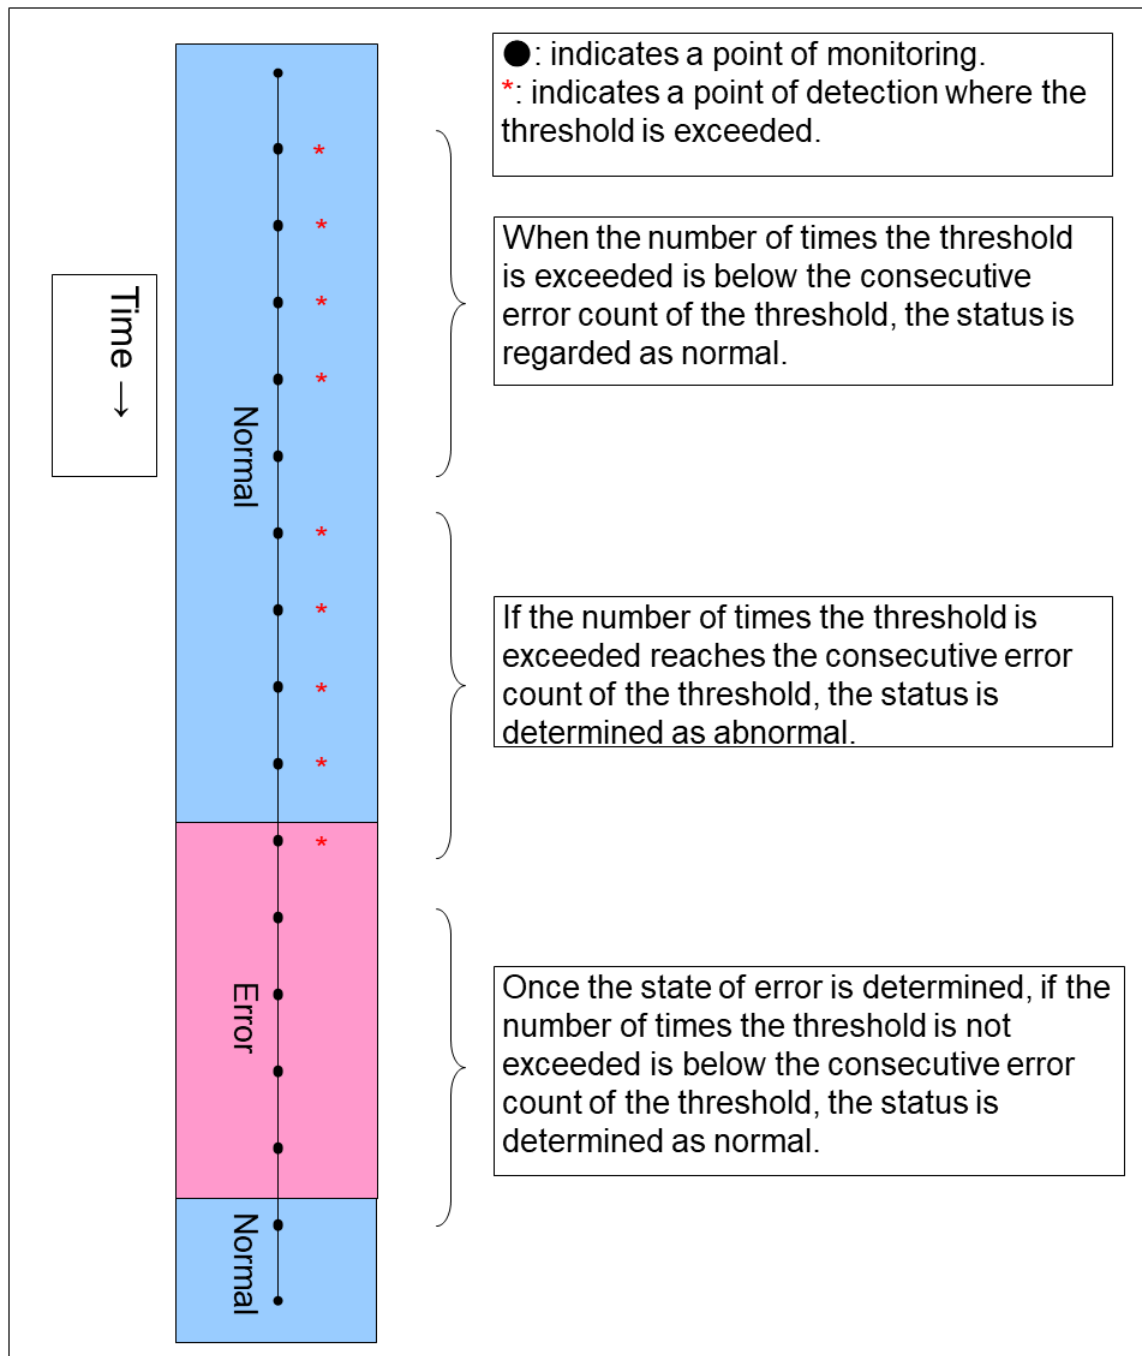 ●: indicates a point of monitoring.
*: indicates a point of detection where the
threshold is exceeded.
*
*
When the number of times the threshold
is exceeded is below the consecutive
error count of the threshold, the status is
regarded as normal.
Time →
*
*
Normal
*
If the number of times the threshold is
exceeded reaches the consecutive error
count of the threshold, the status is
determined as abnormal.
*
*
*
*
Error
Once the state of error is determined, if the
number of times the threshold is not
exceeded is below the consecutive error
count of the threshold, the status is
determined as normal.
Normal